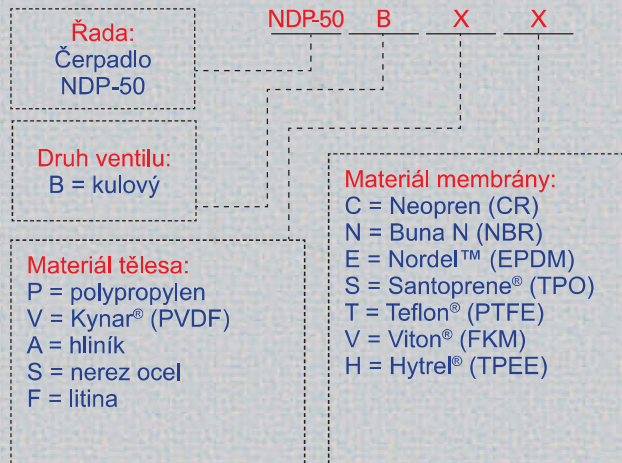 NDP-50 B X X
Řada:
Čerpadlo
NDP-50
Druh ventilu:
B = kulový
Materiál tělesa:
P = polypropylen
V = Kynar® (PVDF)
A = hliník
S = nerez ocel
F = litina
Materiál membrány:
C = Neopren (CR)
N = Buna N (NBR)
E = Nordel™ (EPDM)
S = Santoprene® (TPO)
T = Teflon® (PTFE)
V = Viton® (FKM)
H = Hytrel® (TPEE)